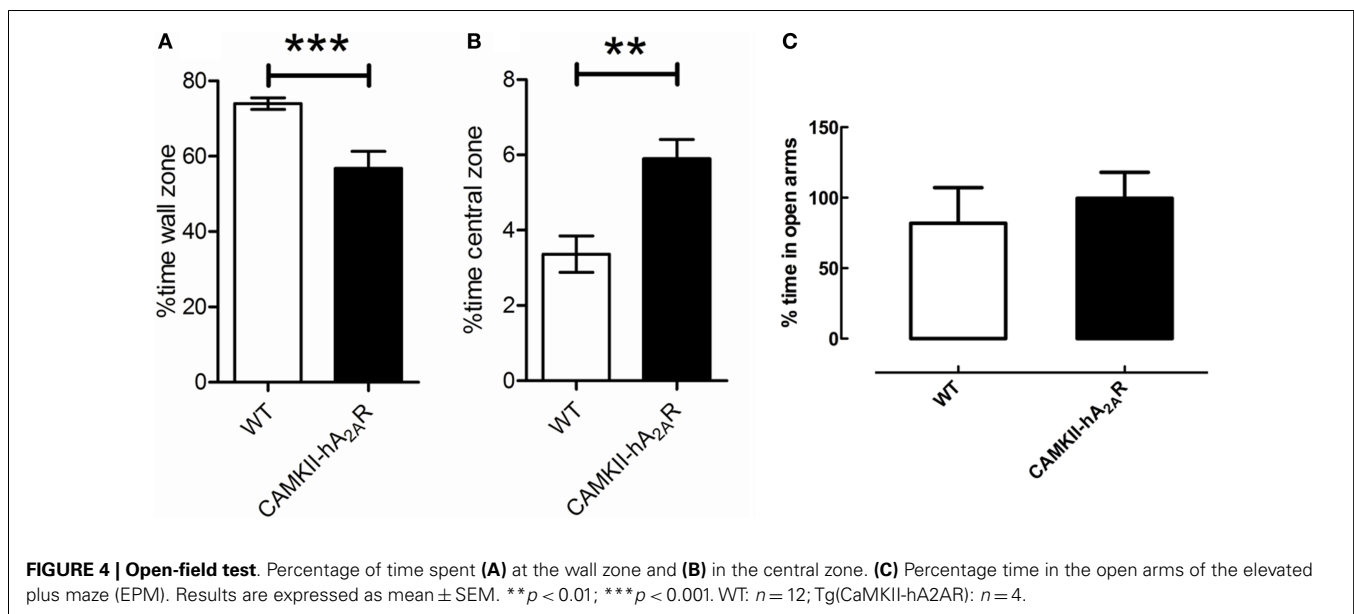 A
***
%time wall zone
80
60
40
20
0
WT
CAMKII-hA2AR
B
**
%time central zone
8
6
4
2
0
WT
CAMKII-hA2AR
C
% time in open arms
150
100
50
0
WT
CAMKII-hA2AR
FIGURE 4 | Open-field test. Percentage of time spent (A) at the wall zone and (B) in the central zone. (C) Percentage time in the open arms of the elevated
plus maze (EPM). Results are expressed as mean ± SEM. **p < 0.01; ***p < 0.001. WT: n = 12; Tg(CaMKII-hA2AR): n = 4.